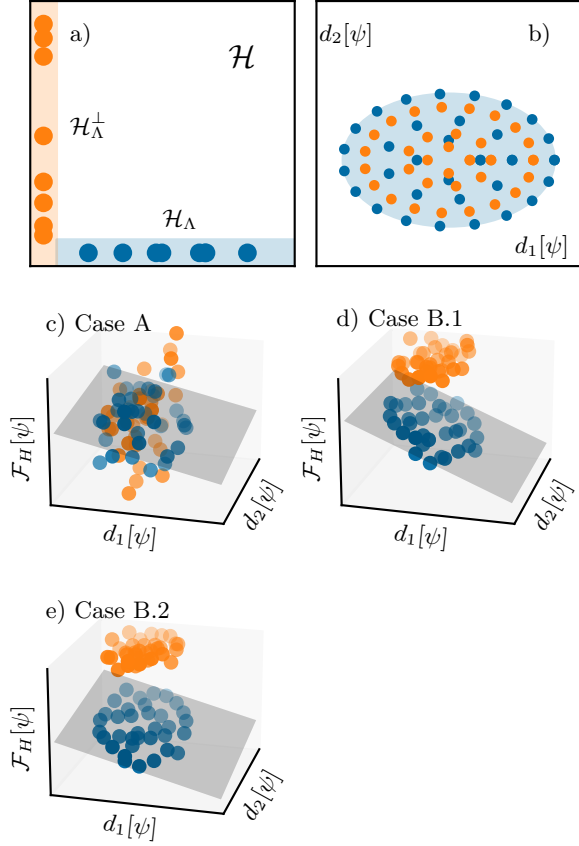 a)
ℋ
ℋ_Λ^⊥
ℋ_Λ
d₂[ψ]
b)
d₁[ψ]
c) Case A
ℱ_H[ψ]
d₁[ψ]
d₂[ψ]
d) Case B.1
ℱ_H[ψ]
d₁[ψ]
d₂[ψ]
e) Case B.2
ℱ_H[ψ]
d₁[ψ]
d₂[ψ]